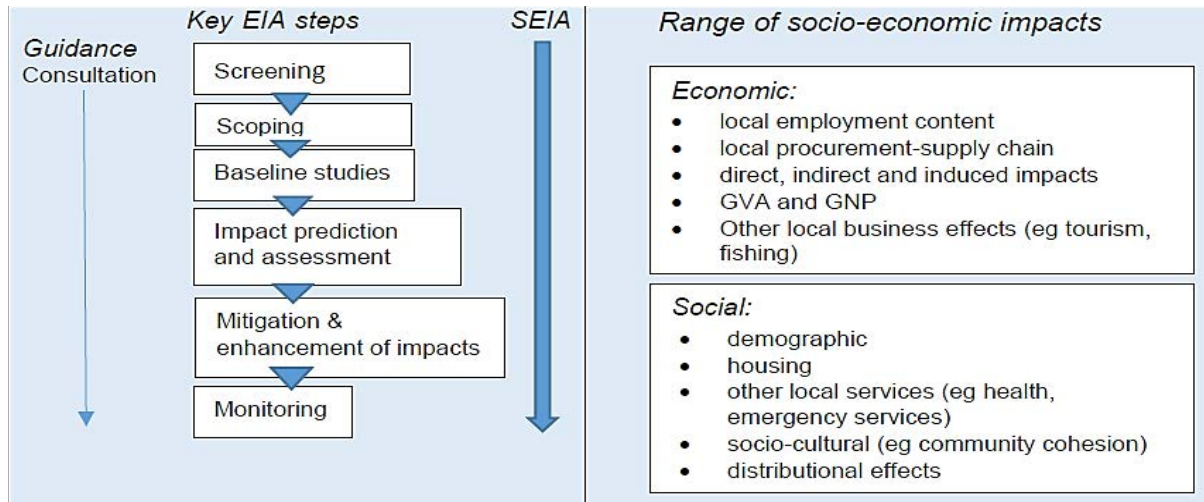 Key EIA steps
SEIA
Guidance
Consultation
Screening
Scoping
Baseline studies
Impact prediction
and assessment
Mitigation &
enhancement of impacts
Monitoring
Range of socio-economic impacts
Economic:
• local employment content
• local procurement-supply chain
• direct, indirect and induced impacts
• GVA and GNP
• Other local business effects (eg tourism,
fishing)
Social:
• demographic
• housing
• other local services (eg health,
emergency services)
• socio-cultural (eg community cohesion)
• distributional effects